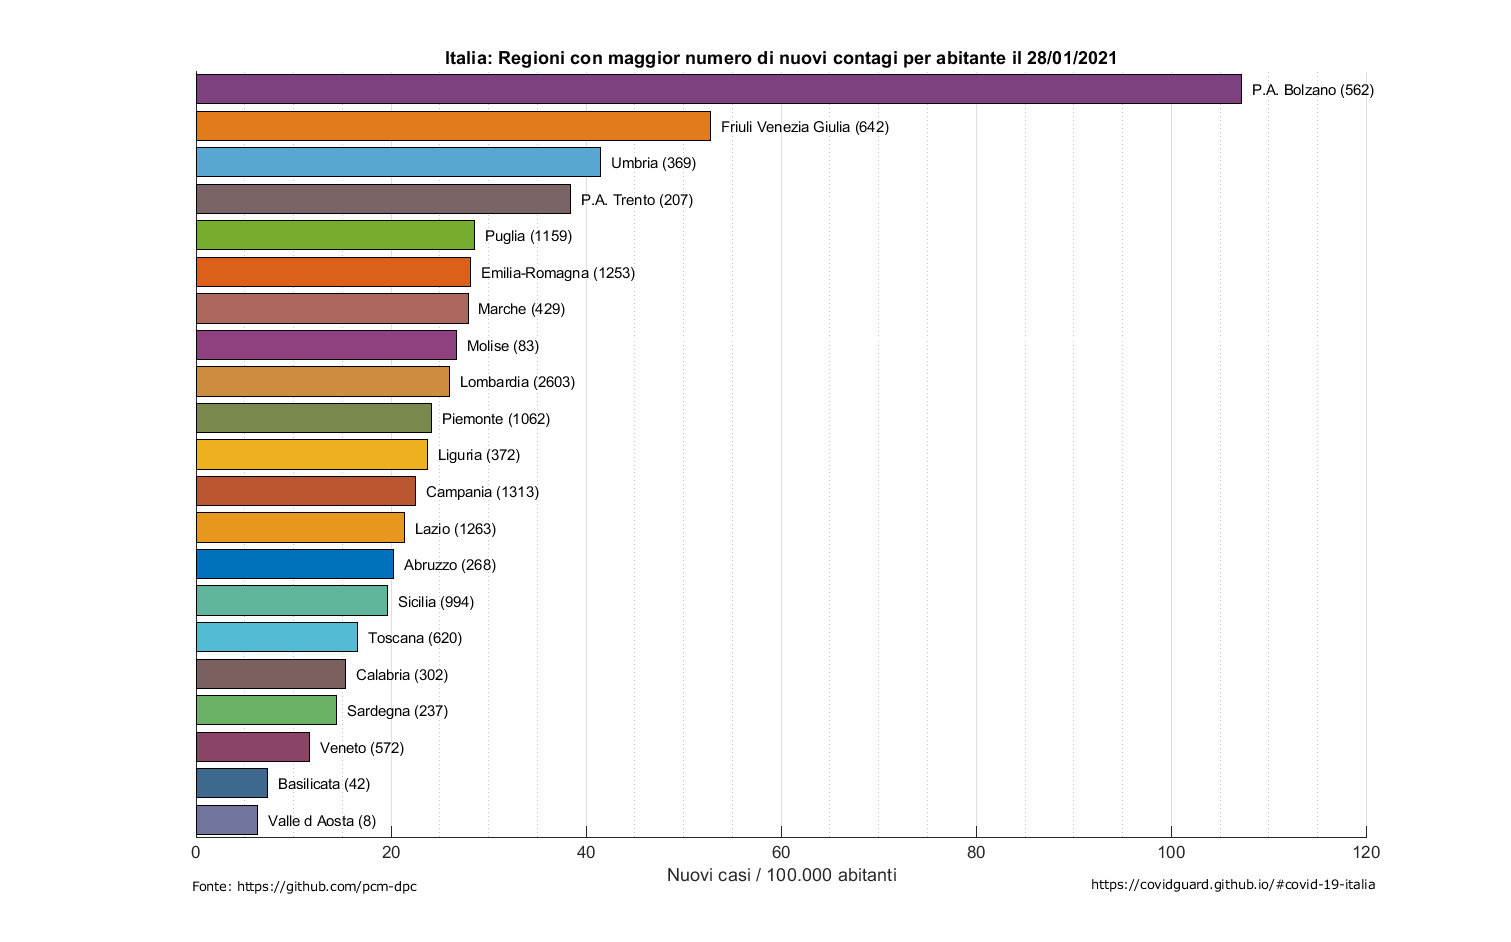 Italia: Regioni con maggior numero di nuovi contagi per abitante il 28/01/2021
P.A. Bolzano (562)
Friuli Venezia Giulia (642)
Umbria (369)
P.A. Trento (207)
Puglia (1159)
Emilia-Romagna (1253)
Marche (429)
Molise (83)
Lombardia (2603)
Piemonte (1062)
Liguria (372)
Campania (1313)
Lazio (1263)
Abruzzo (268)
Sicilia (994)
Toscana (620)
Calabria (302)
Sardegna (237)
Veneto (572)
Basilicata (42)
Valle d Aosta (8)
0 20 40 60 80 100 120
Nuovi casi / 100.000 abitanti
Fonte: https://github.com/pcm-dpc
https://covidguard.github.io/#covid-19-italia